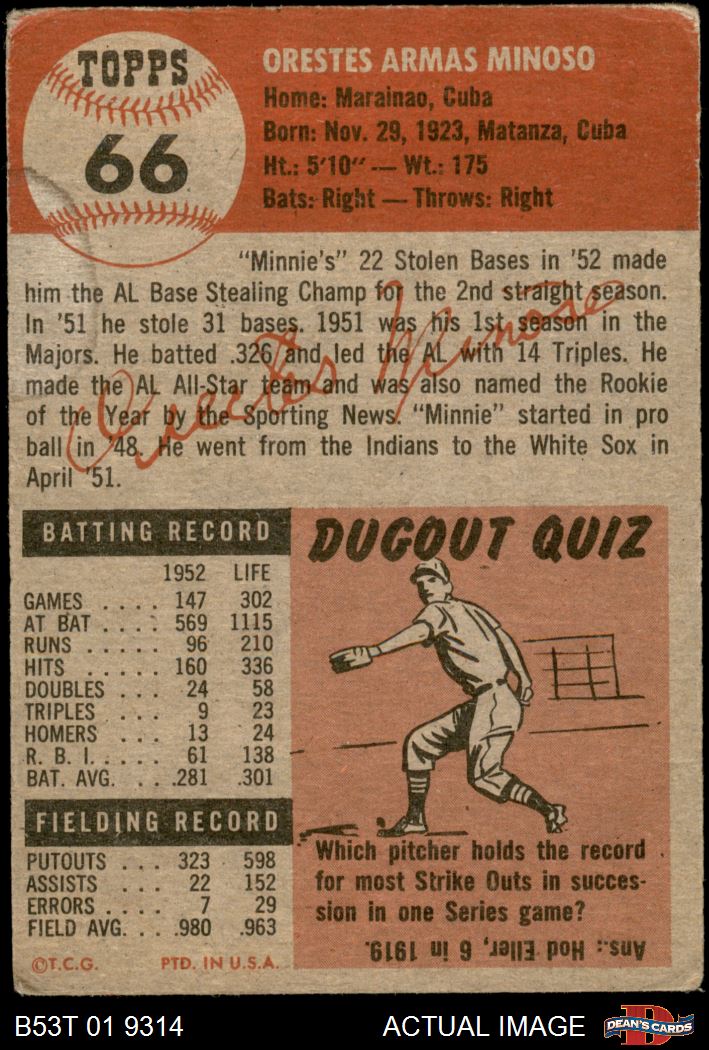 TOPPS
66
ORESTES ARMAS MINOSO
Home: Marainao, Cuba
Born: Nov. 29, 1923, Matanza, Cuba
Ht.: 5'10" — Wt.: 175
Bats: Right — Throws: Right
"Minnie's" 22 Stolen Bases in '52 made
him the AL Base Stealing Champ for the 2nd straight season.
In '51 he stole 31 bases. 1951 was his 1st season in the
Majors. He batted .326 and led the AL with 14 Triples. He
made the AL All-Star team and was also named the Rookie
of the Year by the Sporting News. "Minnie" started in pro
ball in '48. He went from the Indians to the White Sox in
April '51.
Orestes Minoso
BATTING RECORD
1952 LIFE
GAMES .... 147 302
AT BAT .... 569 1115
RUNS .... 96 210
HITS .... 160 336
DOUBLES ... 24 58
TRIPLES ... 9 23
HOMERS ... 13 24
R. B. I. .... 61 138
BAT. AVG. ... .281 .301
FIELDING RECORD
PUTOUTS ... 323 598
ASSISTS ... 22 152
ERRORS .... 7 29
FIELD AVG. ... .980 .963
©T.C.G. PTD. IN U.S.A.
DUGOUT QUIZ
Which pitcher holds the record
for most Strike Outs in succes-
sion in one Series game?
Ans.: Hod Eller, 6 in 1919.
B53T 01 9314
ACTUAL IMAGE
D
DEAN'S CARDS